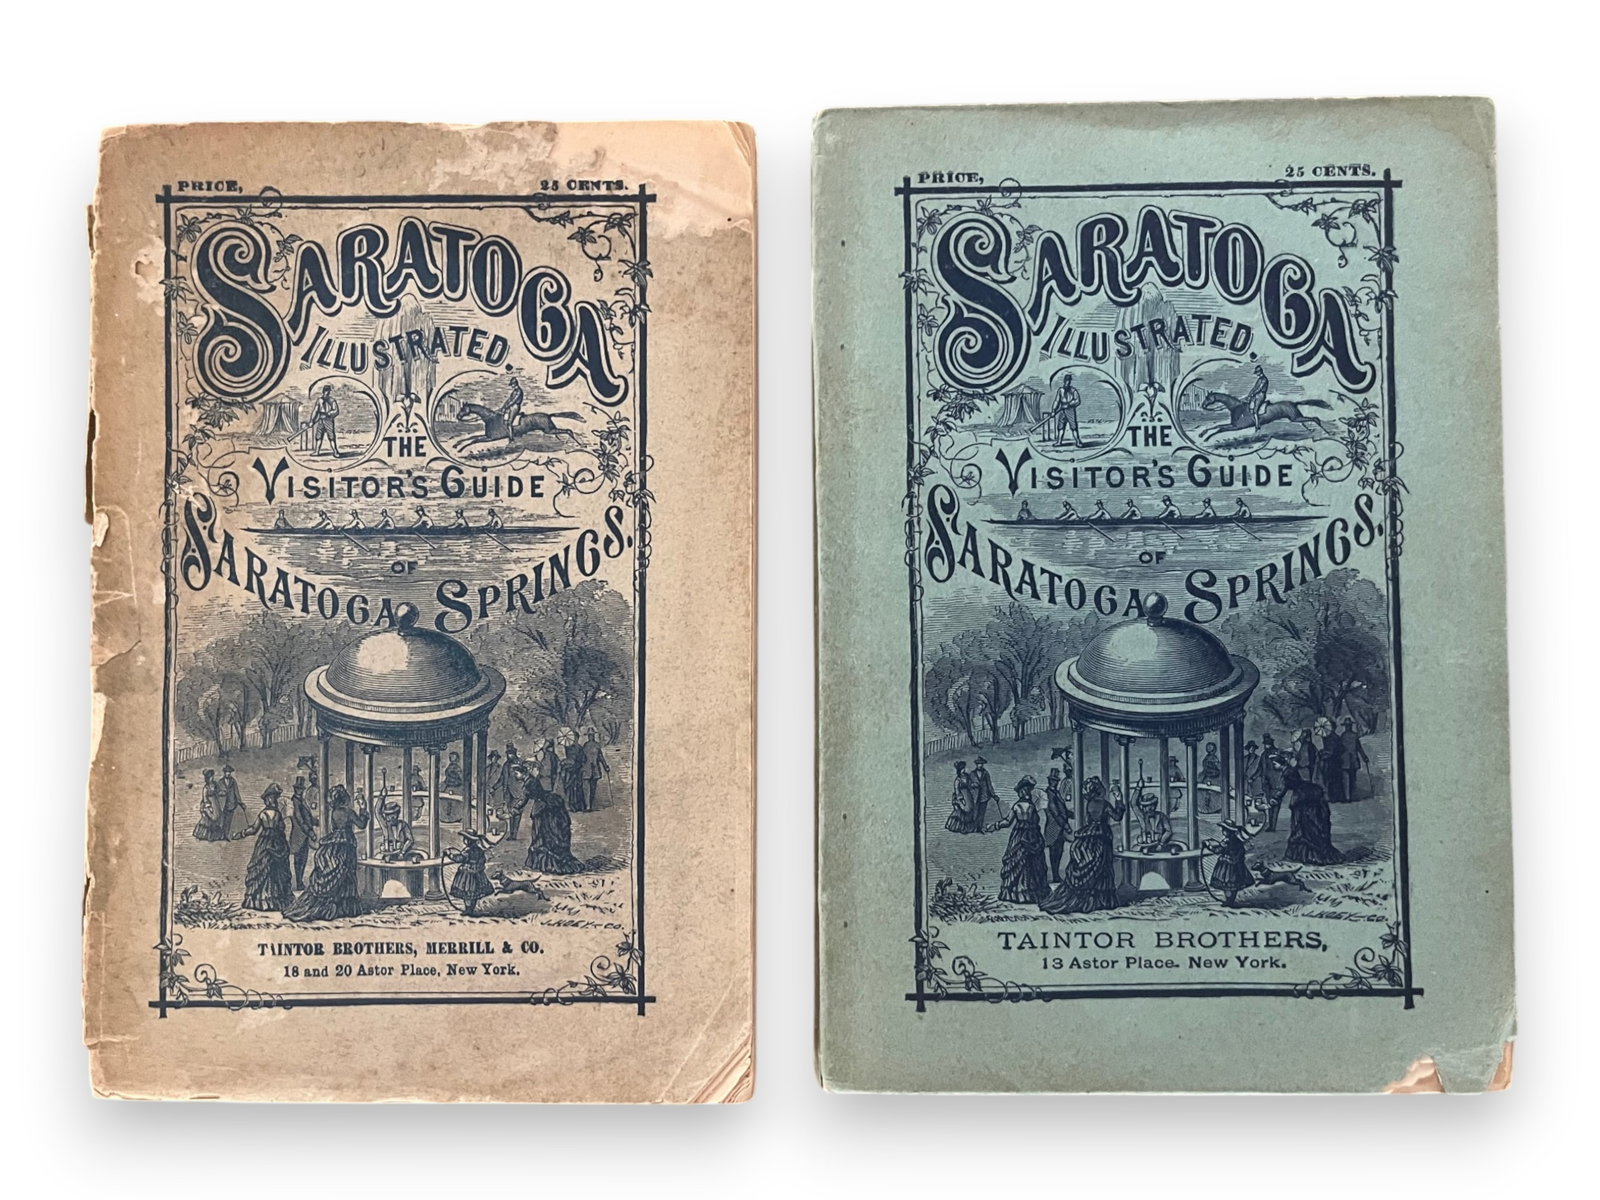 PRICE, 25 CENTS.
SARATOGA
ILLUSTRATED.
THE
VISITOR'S GUIDE
OF
SARATOGA SPRINGS.
TAINTOR BROTHERS, MERRILL & CO.
18 and 20 Astor Place, New York.
PRICE, 25 CENTS.
SARATOGA
ILLUSTRATED.
THE
VISITOR'S GUIDE
OF
SARATOGA SPRINGS.
TAINTOR BROTHERS,
13 Astor Place. New York.